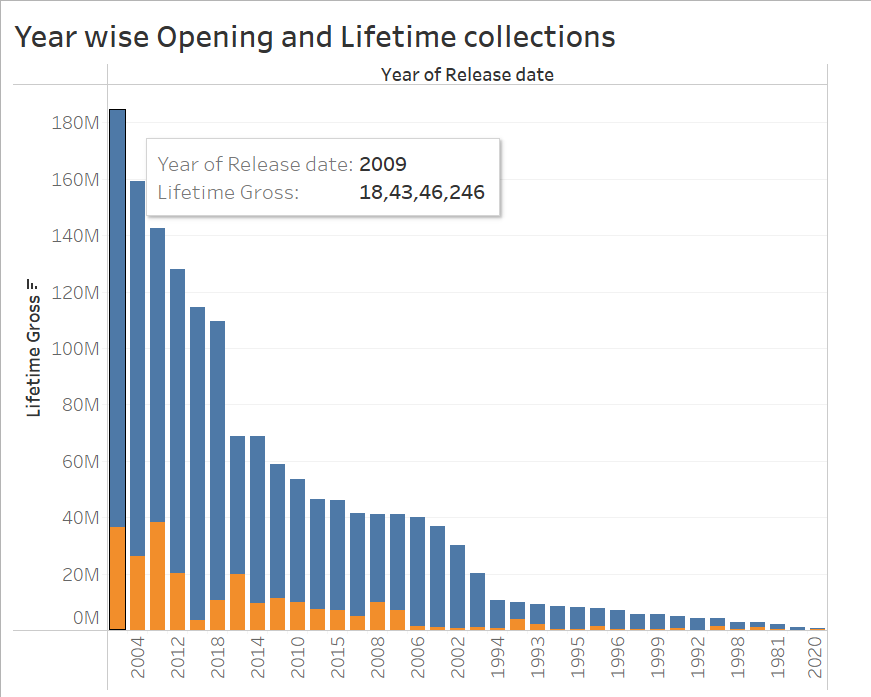 Year wise Opening and Lifetime collections
Year of Release date
180M
160M
140M
120M
100M
80M
60M
40M
20M
0M
Lifetime Gross
Year of Release date: 2009
Lifetime Gross: 18,43,46,246
2004
2012
2018
2014
2010
2015
2008
2006
2002
1994
1993
1995
1996
1999
1992
1998
1981
2020